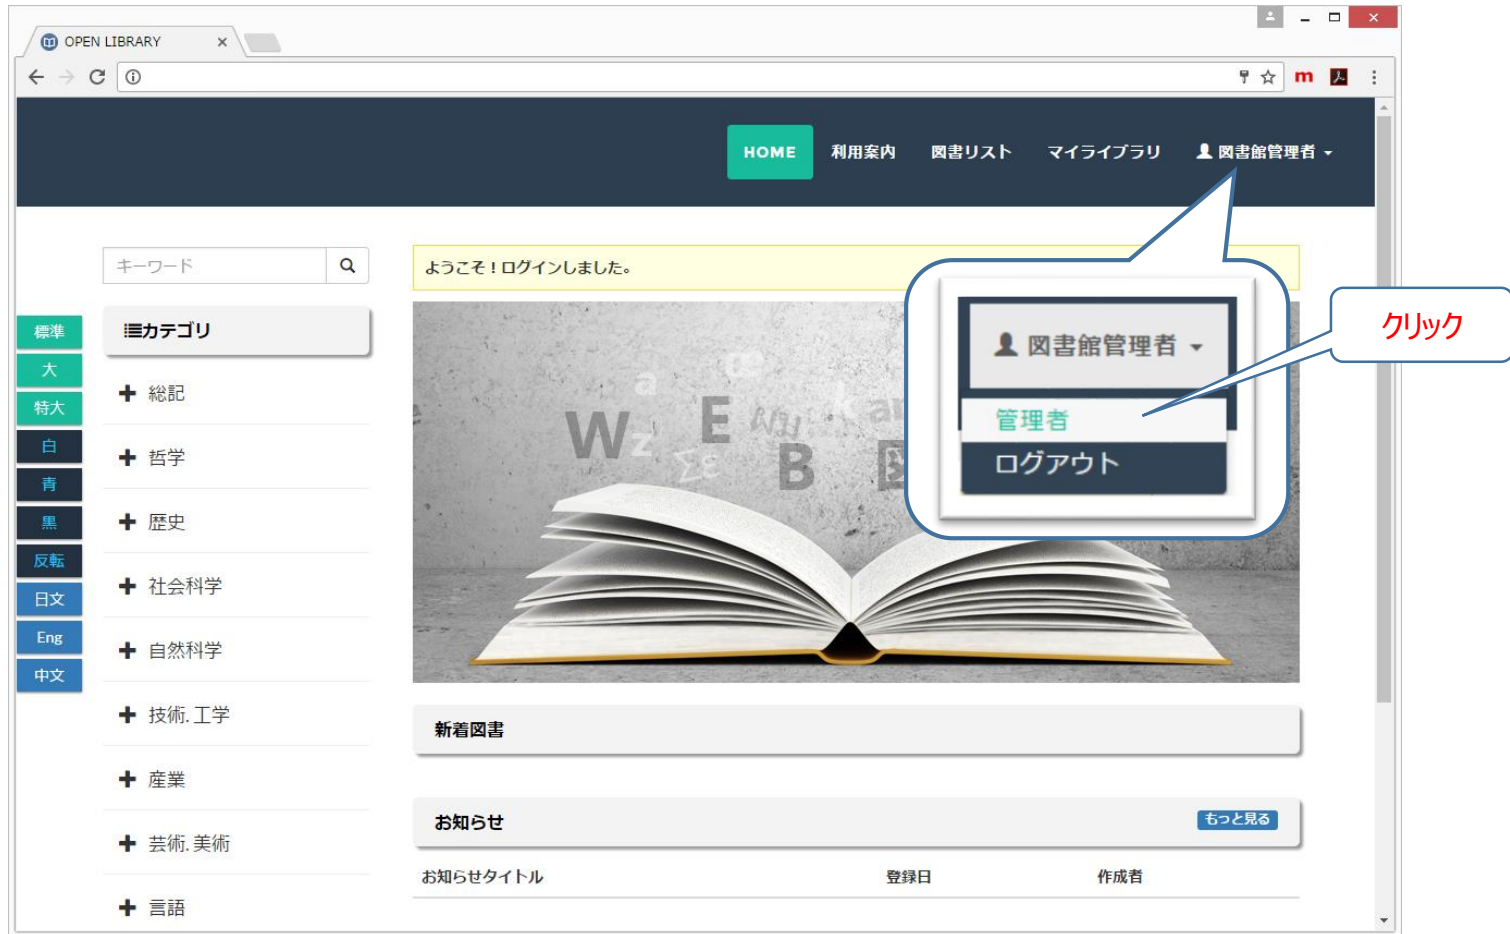 OPEN LIBRARY
HOME 利用案内 図書リスト マイライブラリ 図書館管理者
キーワード
ようこそ！ログインしました。
標準
大
特大
白
青
黒
反転
日文
Eng
中文
カテゴリ
総記
哲学
歴史
社会科学
自然科学
技術.工学
産業
芸術.美術
言語
W E B
図書館管理者
管理者
ログアウト
クリック
新着図書
お知らせ
もっと見る
お知らせタイトル 登録日 作成者